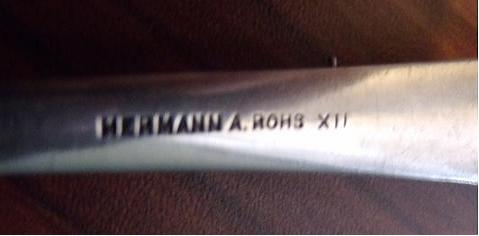 HERMANN A. ROHS XII